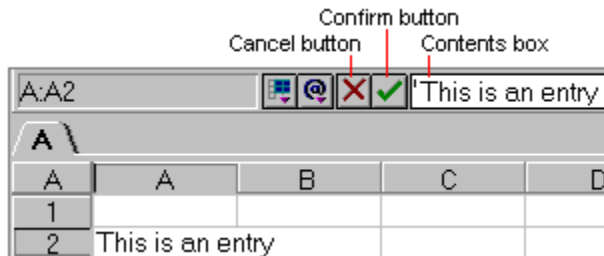 Confirm button
Cancel button Contents box
A:A2 @ 'This is an entry
A
A A B C D
1
2 This is an entry